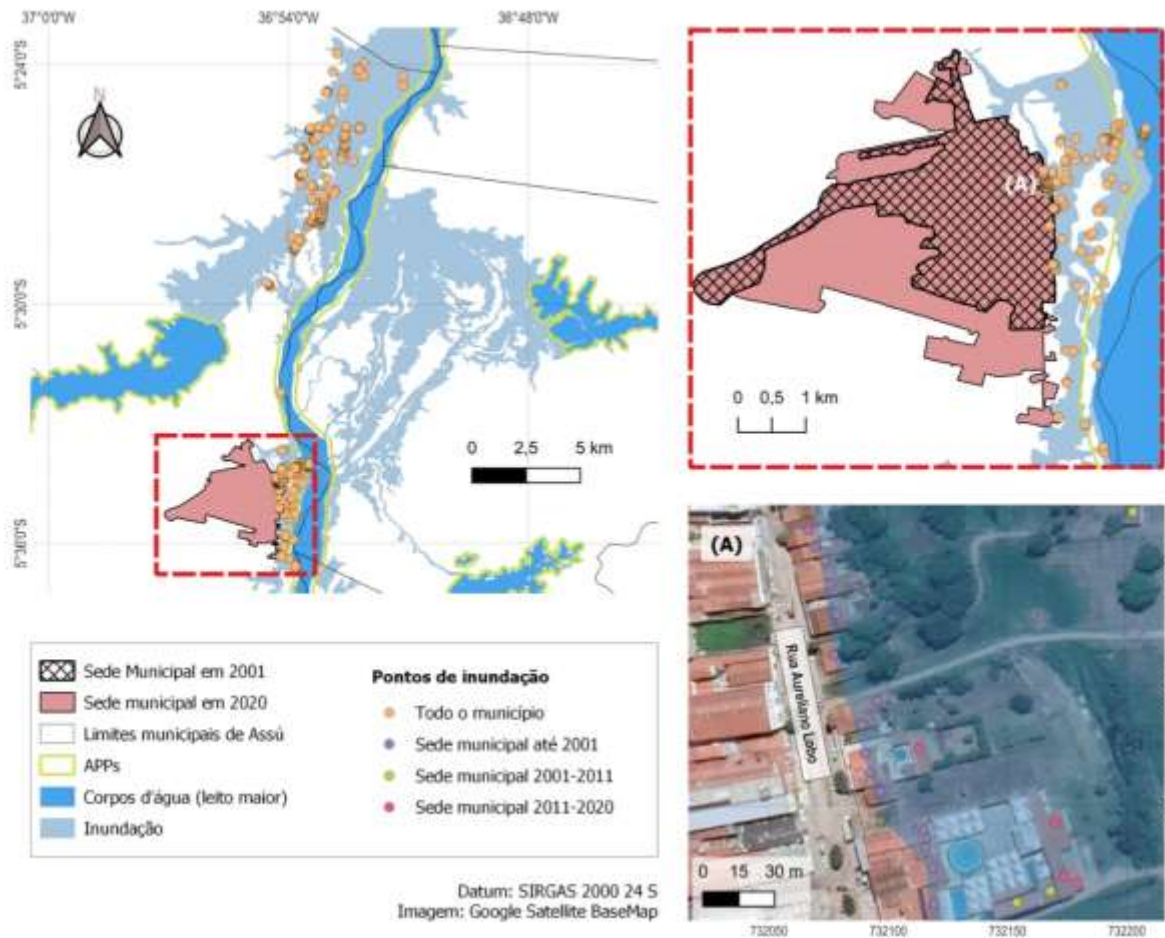 37°0'0"W
36°54'0"W
36°48'0"W
5°24'0"S
5°30'0"S
5°36'0"S
N
0 2,5 5 km
(A)
0 0,5 1 km
(A)
Rua Aureliano Lobo
0 15 30 m
732050 732100 732150 732200
Sede Municipal em 2001
Sede municipal em 2020
Limites municipais de Assú
APPs
Corpos d'água (leito maior)
Inundação
Pontos de inundação
Todo o município
Sede municipal até 2001
Sede municipal 2001-2011
Sede municipal 2011-2020
Datum: SIRGAS 2000 24 S
Imagem: Google Satellite BaseMap